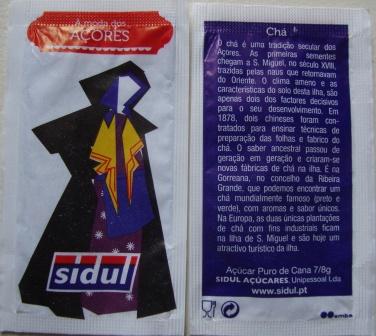 À moda dos
AÇORES
sidul
Chá
O chá é uma tradição secular dos
Açores. As primeiras sementes
chegam a S. Miguel, no século XVIII,
trazidas pelas naus que retornavam
do Oriente. O clima ameno e as
características do solo desta ilha, são
apenas dois dos factores decisivos
para o seu desenvolvimento. Em
1878, dois chineses foram con-
tratados para ensinar técnicas de
preparação das folhas e fabrico do
chá. O saber ancestral passou de
geração em geração e criaram-se
novas fábricas de chá na ilha. É na
Gorreana, no concelho da Ribeira
Grande, que podemos encontrar um
chá mundialmente famoso (preto e
verde), com aromas e sabor únicos.
Na Europa, as duas únicas plantações
de chá com fins industriais ficam
na Ilha de S. Miguel e são hoje um
atractivo turístico da ilha.
Açúcar Puro de Cana 7/8g
SIDUL AÇÚCARES, Unipessoal Lda
www.sidul.pt